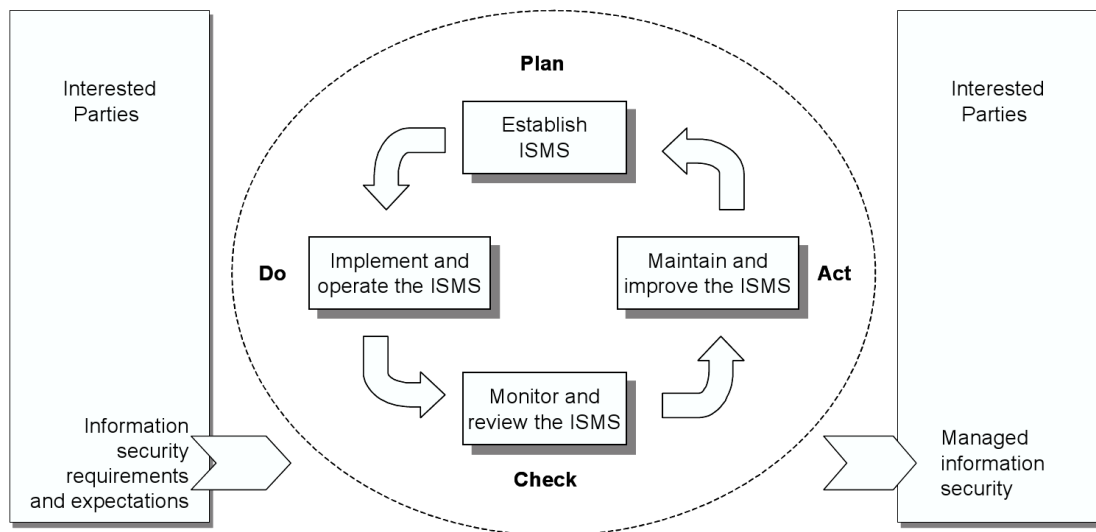 Interested
Parties
Information
security
requirements
and expectations
Plan
Establish
ISMS
Do
Implement and
operate the ISMS
Maintain and
improve the ISMS
Act
Monitor and
review the ISMS
Check
Interested
Parties
Managed
information
security